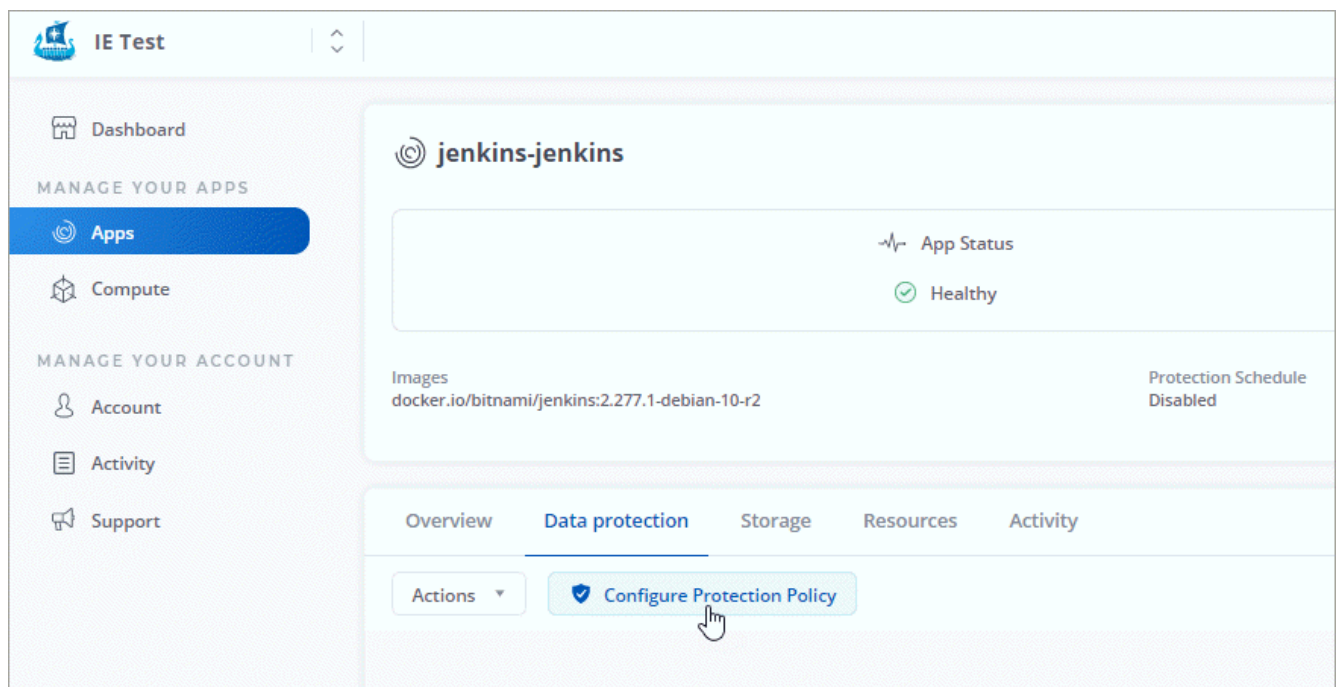 IE Test
Dashboard
MANAGE YOUR APPS
Apps
Compute
MANAGE YOUR ACCOUNT
Account
Activity
Support
jenkins-jenkins
App Status
Healthy
Images
docker.io/bitnami/jenkins:2.277.1-debian-10-r2
Protection Schedule
Disabled
Overview Data protection Storage Resources Activity
Actions Configure Protection Policy